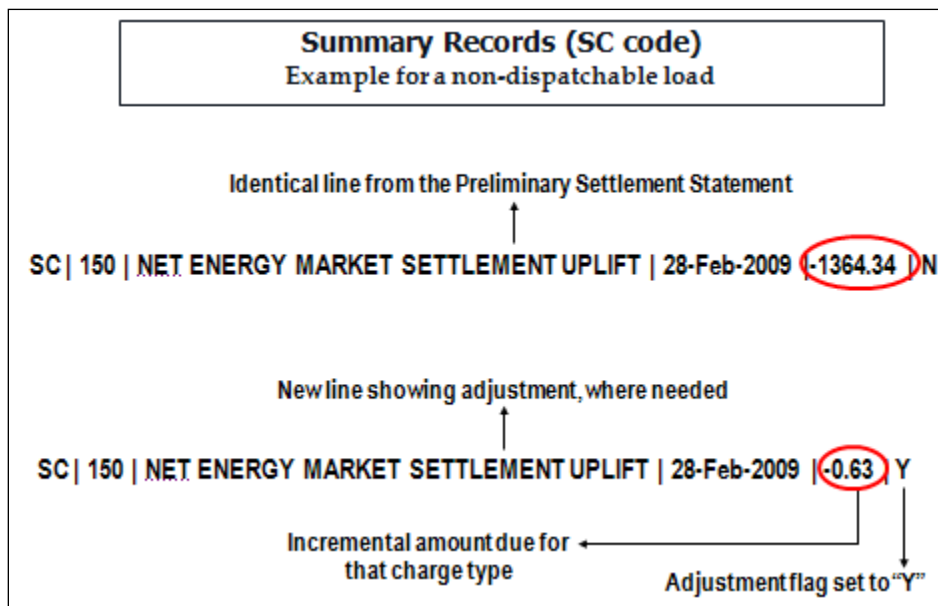 Summary Records (SC code)
Example for a non-dispatchable load
Identical line from the Preliminary Settlement Statement
SC| 150 | NET ENERGY MARKET SETTLEMENT UPLIFT | 28-Feb-2009 |-1364.34 | N
New line showing adjustment, where needed
SC| 150 | NET ENERGY MARKET SETTLEMENT UPLIFT | 28-Feb-2009 |-0.63 | Y
Incremental amount due for
that charge type
Adjustment flag set to “Y”